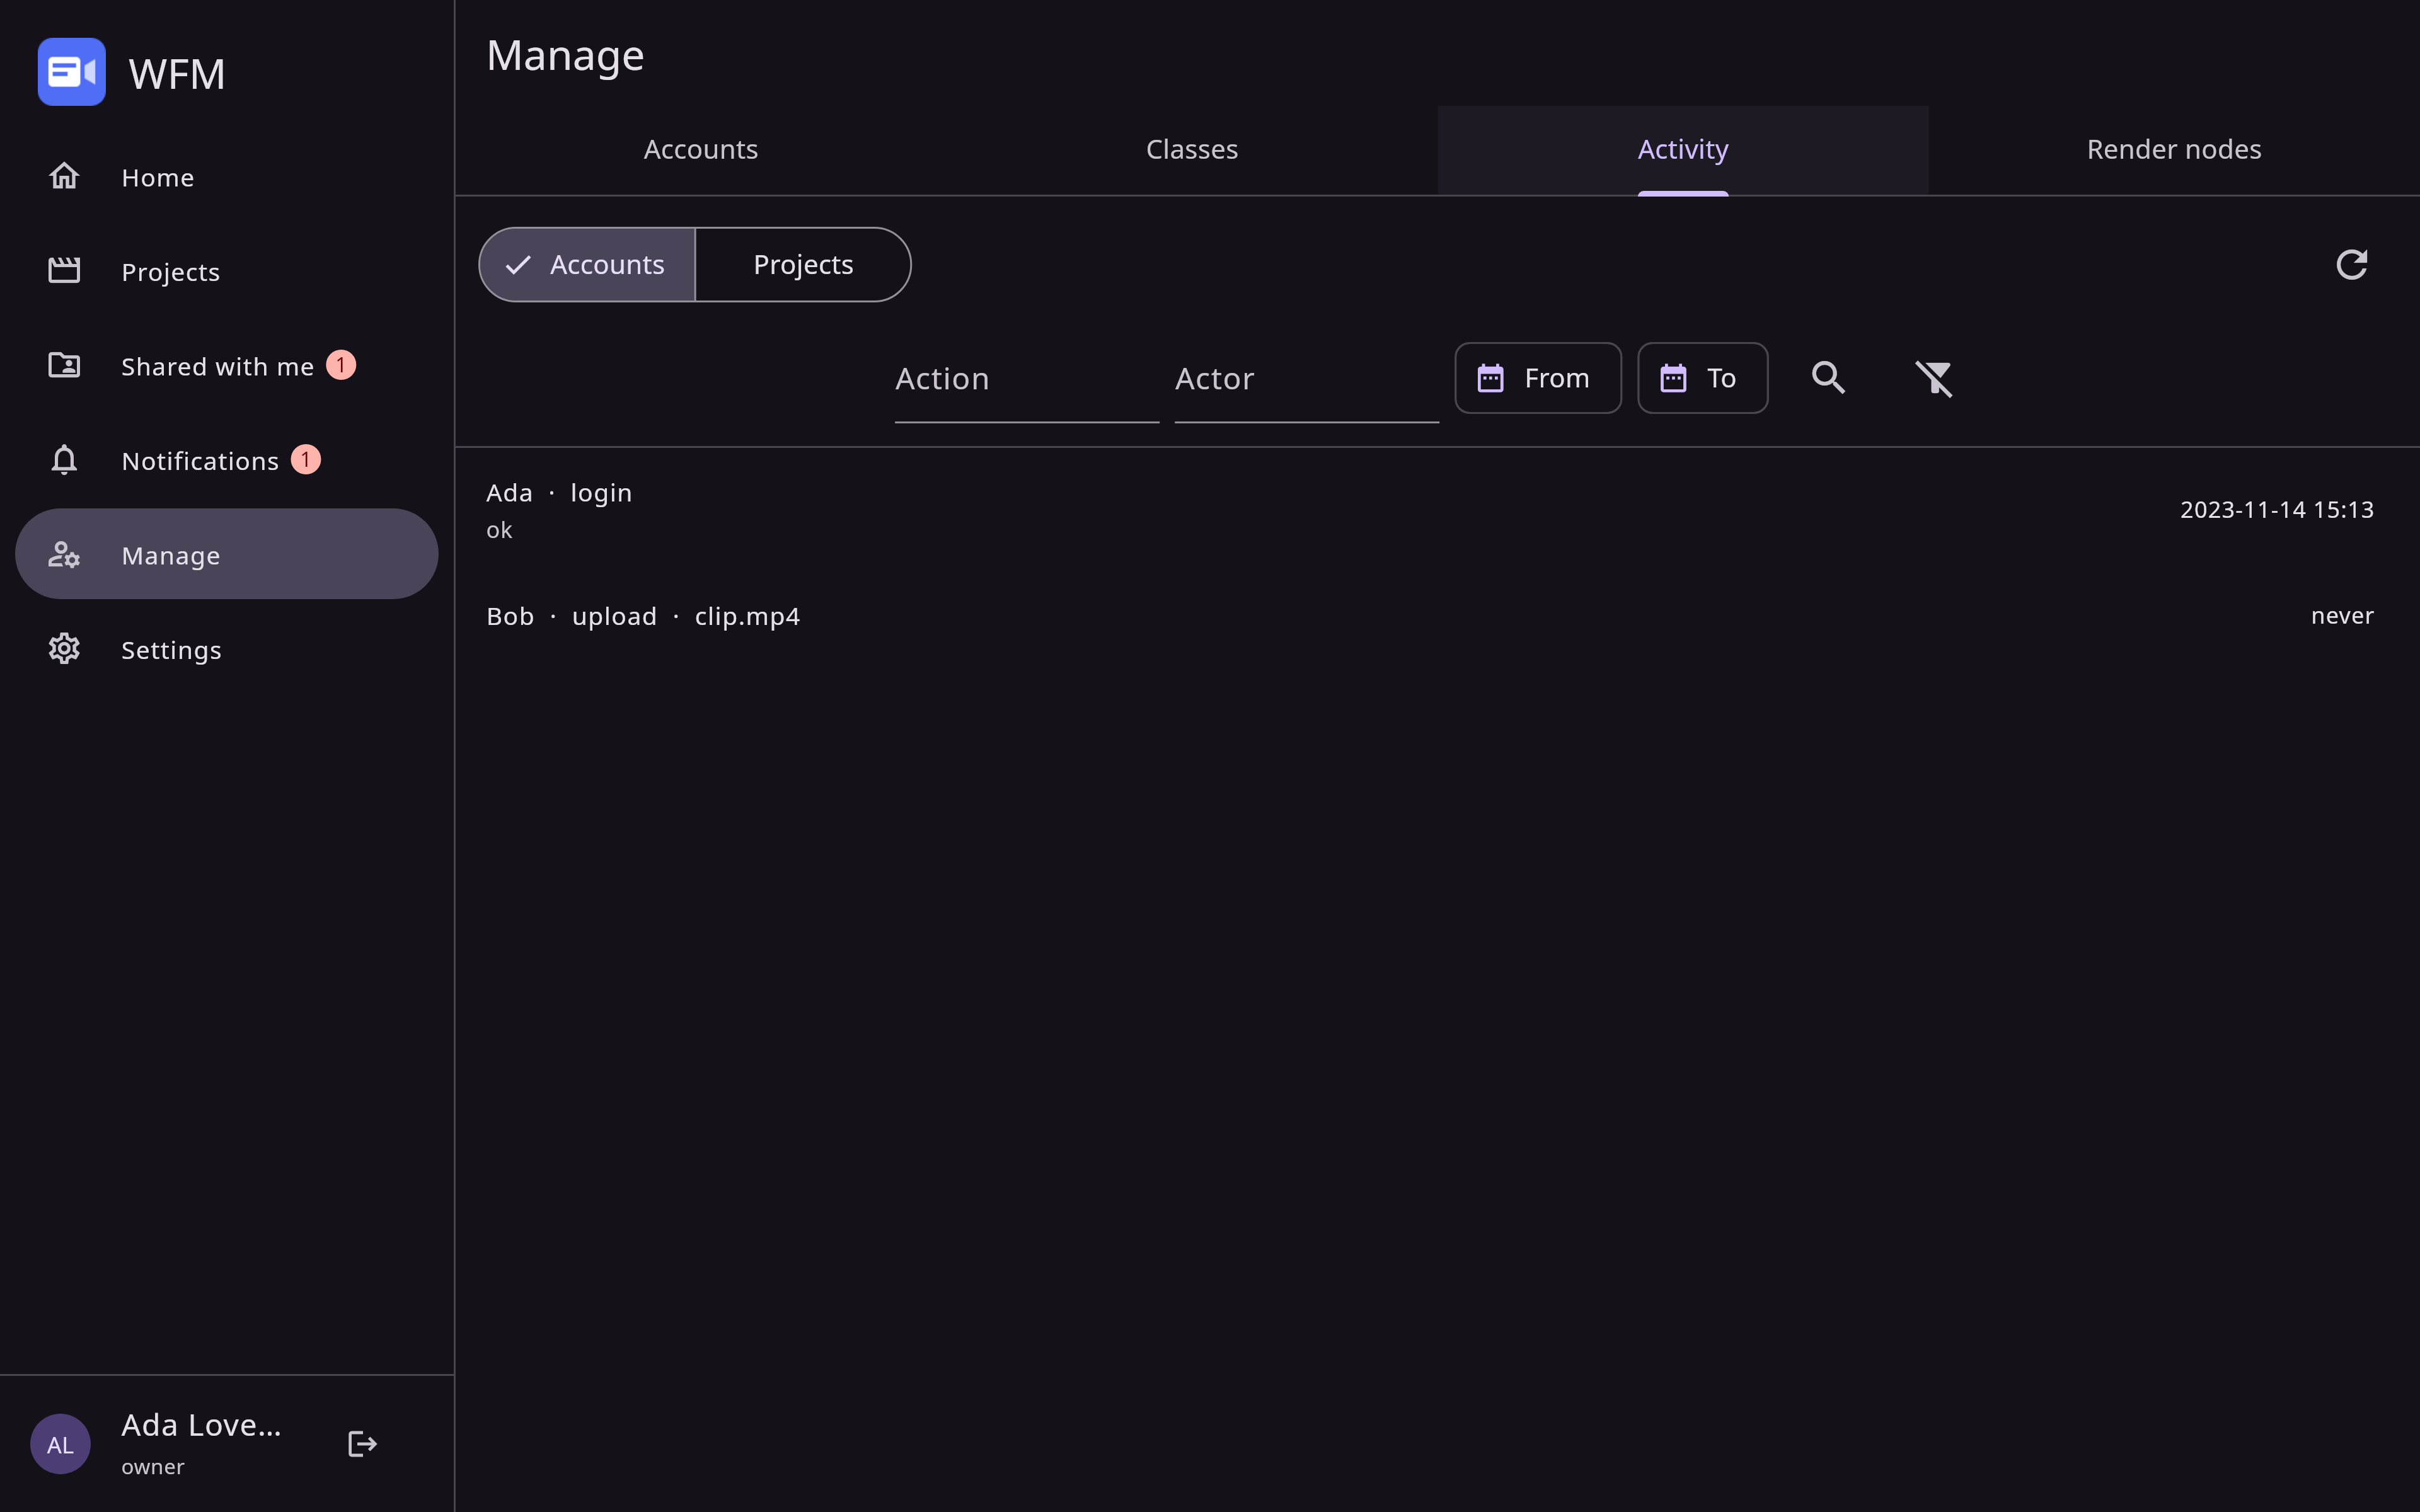 WFM
Home
Projects
Shared with me 1
Notifications 1
Manage
Settings
AL
Ada Love...
owner
Manage
Accounts Classes Activity Render nodes
Accounts Projects
Action Actor From To
Ada · login
ok
2023-11-14 15:13
Bob · upload · clip.mp4
never